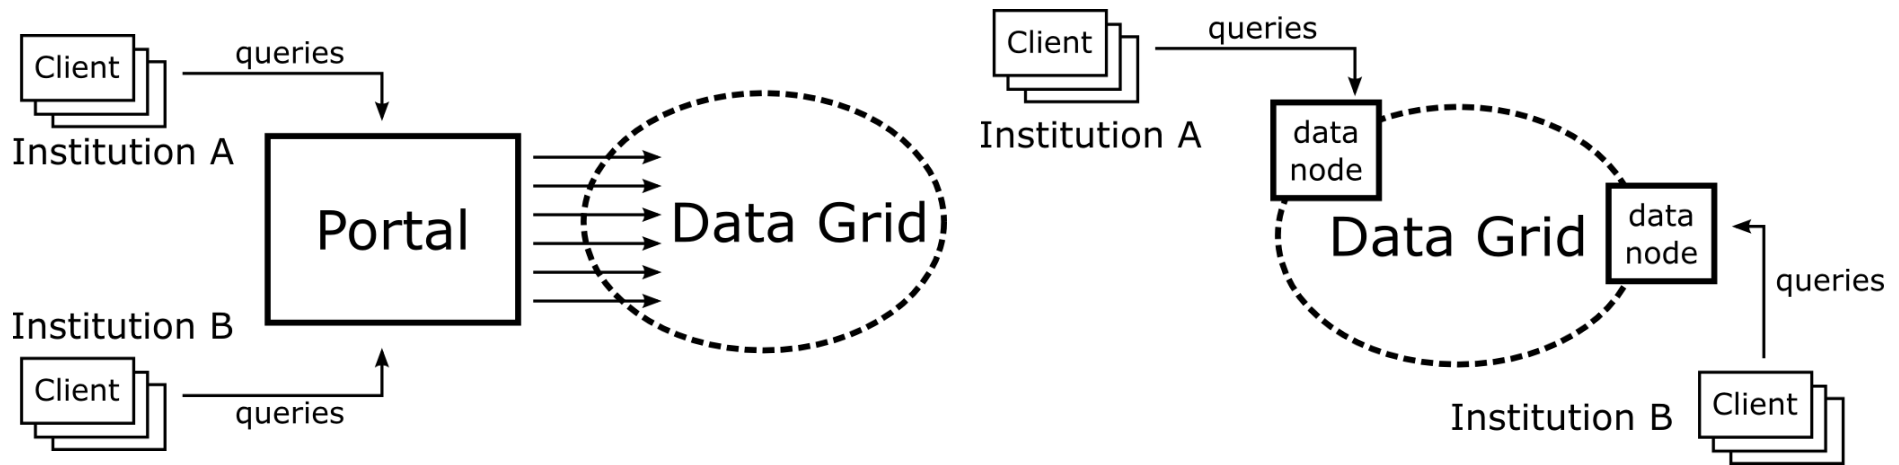 Client
queries
Institution A
Portal
Data Grid
Institution B
Client
queries
Client
queries
Institution A
data
node
Data Grid
data
node
queries
Institution B
Client